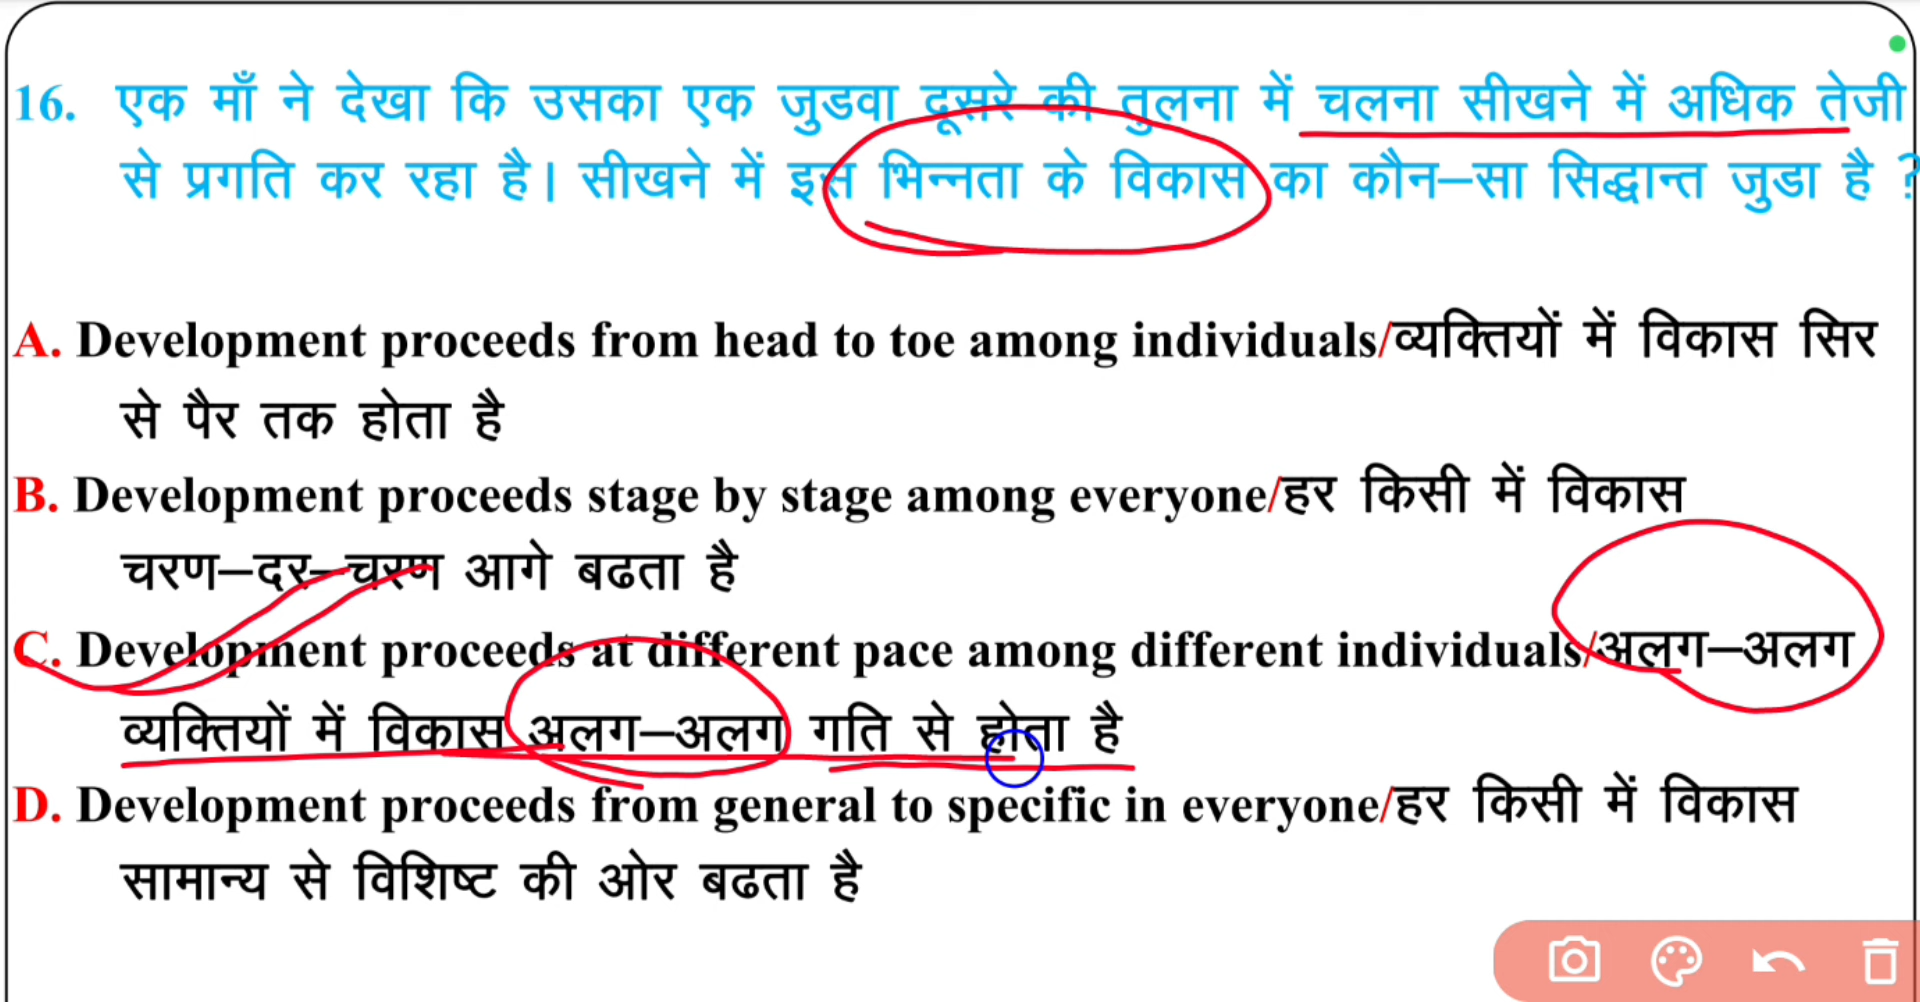 16. एक माँ ने देखा कि उसका एक जुडवा दूसरे की तुलना में चलना सीखने में अधिक तेजी
से प्रगति कर रहा है। सीखने में इस भिन्नता के विकास का कौन–सा सिद्धान्त जुडा है ?
A. Development proceeds from head to toe among individuals/व्यक्तियों में विकास सिर
से पैर तक होता है
B. Development proceeds stage by stage among everyone/हर किसी में विकास
चरण–दर–चरण आगे बढता है
C. Development proceeds at different pace among different individuals/अलग–अलग
व्यक्तियों में विकास अलग–अलग गति से होता है
D. Development proceeds from general to specific in everyone/हर किसी में विकास
सामान्य से विशिष्ट की ओर बढता है